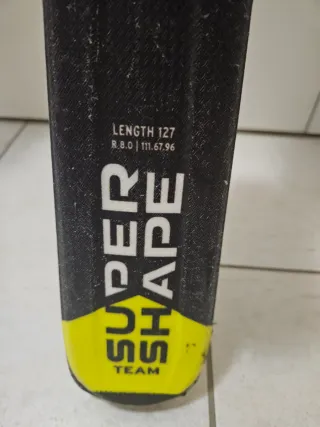 LENGTH 127
R 8.0 | 111.67.96
SUPER
SHAPE
TEAM